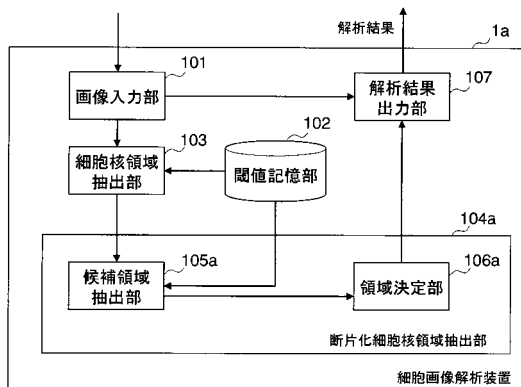 解析結果
1a
101
画像入力部
解析結果
出力部
107
103
102
細胞核領域
抽出部
閾値記憶部
104a
候補領域
抽出部
105a
領域決定部
106a
断片化細胞核領域抽出部
細胞画像解析装置